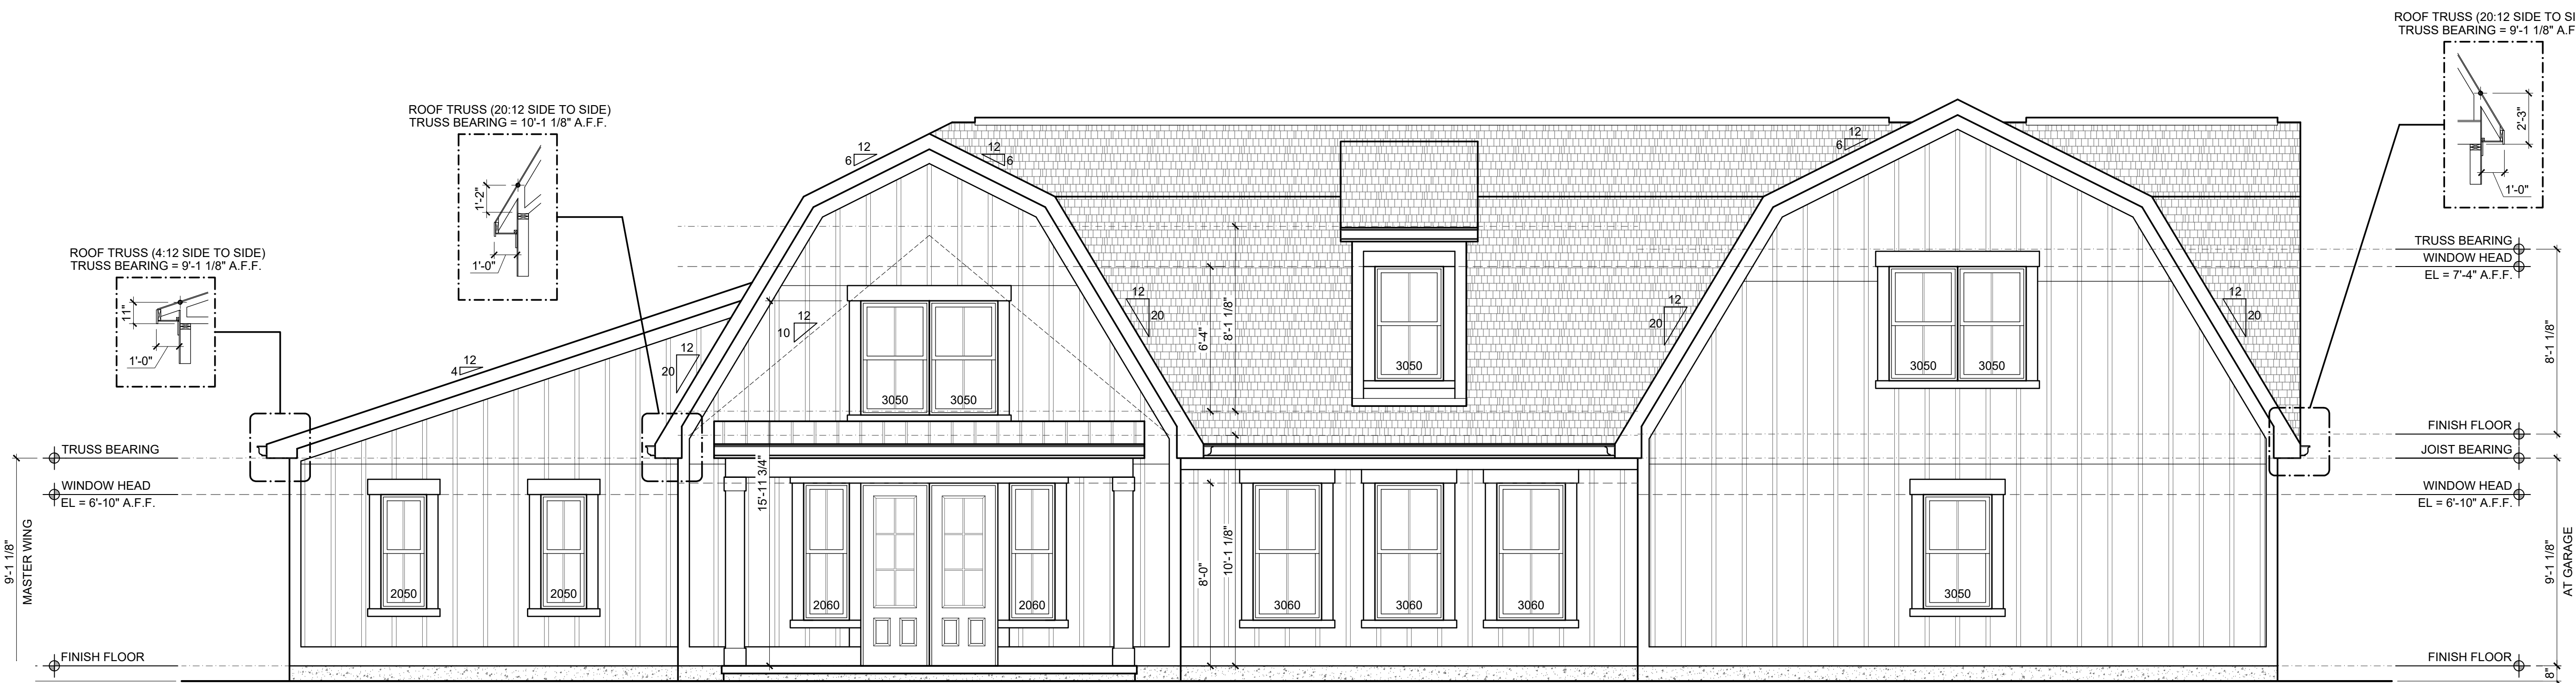 ROOF TRUSS (20:12 SIDE TO SI
TRUSS BEARING = 9'-1 1/8" A.F
2'-3"
1'-0"
ROOF TRUSS (20:12 SIDE TO SIDE)
TRUSS BEARING = 10'-1 1/8" A.F.F.
1'-2"
1'-0"
ROOF TRUSS (4:12 SIDE TO SIDE)
TRUSS BEARING = 9'-1 1/8" A.F.F.
11"
1'-0"
12
6
12
6
12
6
12
4
12
20
12
10
12
20
12
20
12
20
6'-4"
8'-1 1/8"
15'-11 3/4"
8'-0"
10'-1 1/8"
3050
3050
3050
3050
3050
2050
2050
2060
2060
3060
3060
3060
3050
TRUSS BEARING
WINDOW HEAD
EL = 6'-10" A.F.F.
FINISH FLOOR
9'-1 1/8"
MASTER WING
TRUSS BEARING
WINDOW HEAD
EL = 7'-4" A.F.F.
8'-1 1/8"
FINISH FLOOR
JOIST BEARING
WINDOW HEAD
EL = 6'-10" A.F.F.
9'-1 1/8"
AT GARAGE
FINISH FLOOR
8"